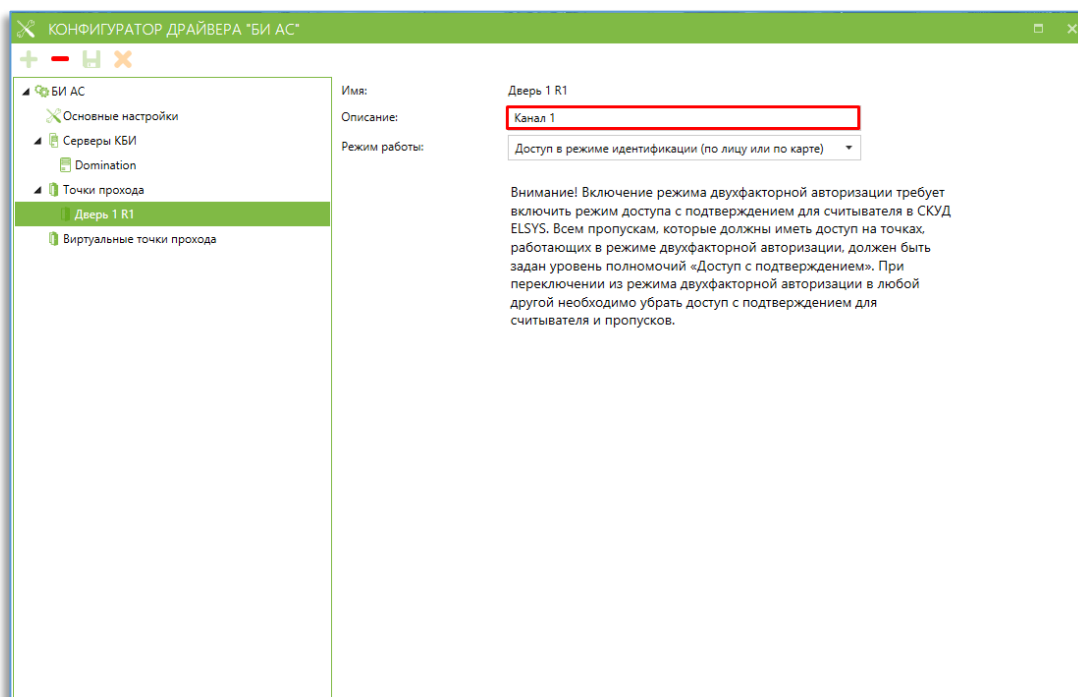 КОНФИГУРАТОР ДРАЙВЕРА "БИ АС"
БИ АС
Основные настройки
Серверы КБИ
Domination
Точки прохода
Дверь 1 R1
Виртуальные точки прохода
Имя:
Дверь 1 R1
Описание:
Канал 1
Режим работы:
Доступ в режиме идентификации (по лицу или по карте)
Внимание! Включение режима двухфакторной авторизации требует
включить режим доступа с подтверждением для считывателя в СКУД
ELSYS. Всем пропускам, которые должны иметь доступ на точках,
работающих в режиме двухфакторной авторизации, должен быть
задан уровень полномочий «Доступ с подтверждением». При
переключении из режима двухфакторной авторизации в любой
другой необходимо убрать доступ с подтверждением для
считывателя и пропусков.